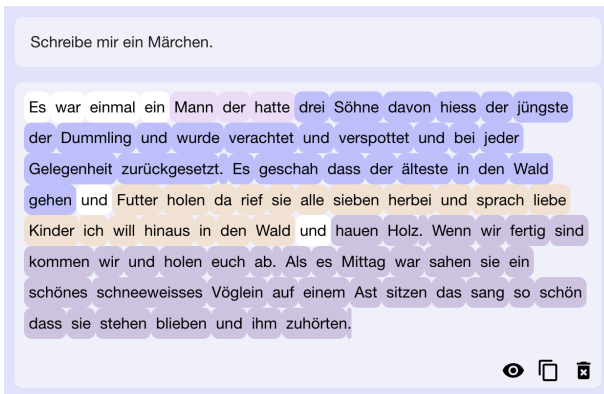 Schreibe mir ein Märchen.
Es war einmal ein Mann der hatte drei Söhne davon hiess der jüngste
der Dummling und wurde verachtet und verspottet und bei jeder
Gelegenheit zurückgesetzt. Es geschah dass der älteste in den Wald
gehen und Futter holen da rief sie alle sieben herbei und sprach liebe
Kinder ich will hinaus in den Wald und hauen Holz. Wenn wir fertig sind
kommen wir und holen euch ab. Als es Mittag war sahen sie ein
schönes schneeweisses Vöglein auf einem Ast sitzen das sang so schön
dass sie stehen blieben und ihm zuhörten.